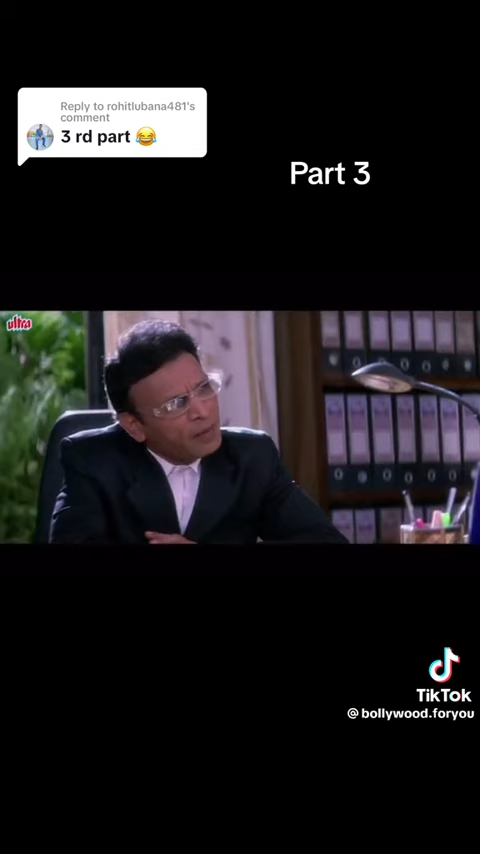 Reply to rohitlubana481's
comment
3 rd part 😂
Part 3
ultra
TikTok
@ bollywood.foryou